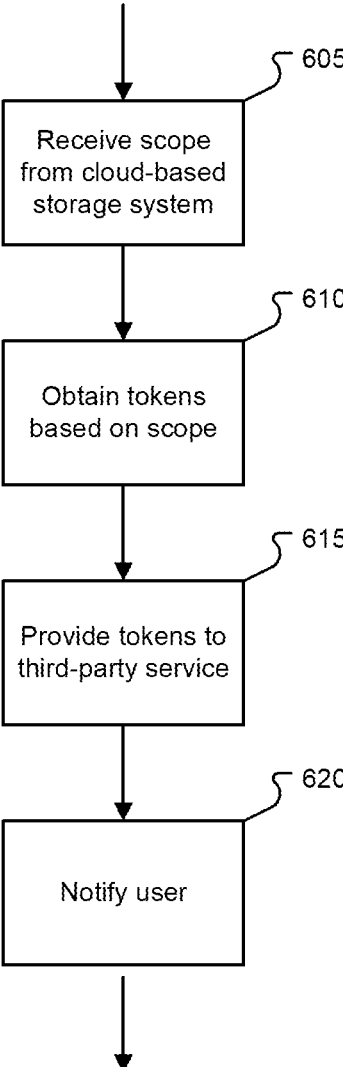 605
Receive scope
from cloud-based
storage system
610
Obtain tokens
based on scope
615
Provide tokens to
third-party service
620
Notify user